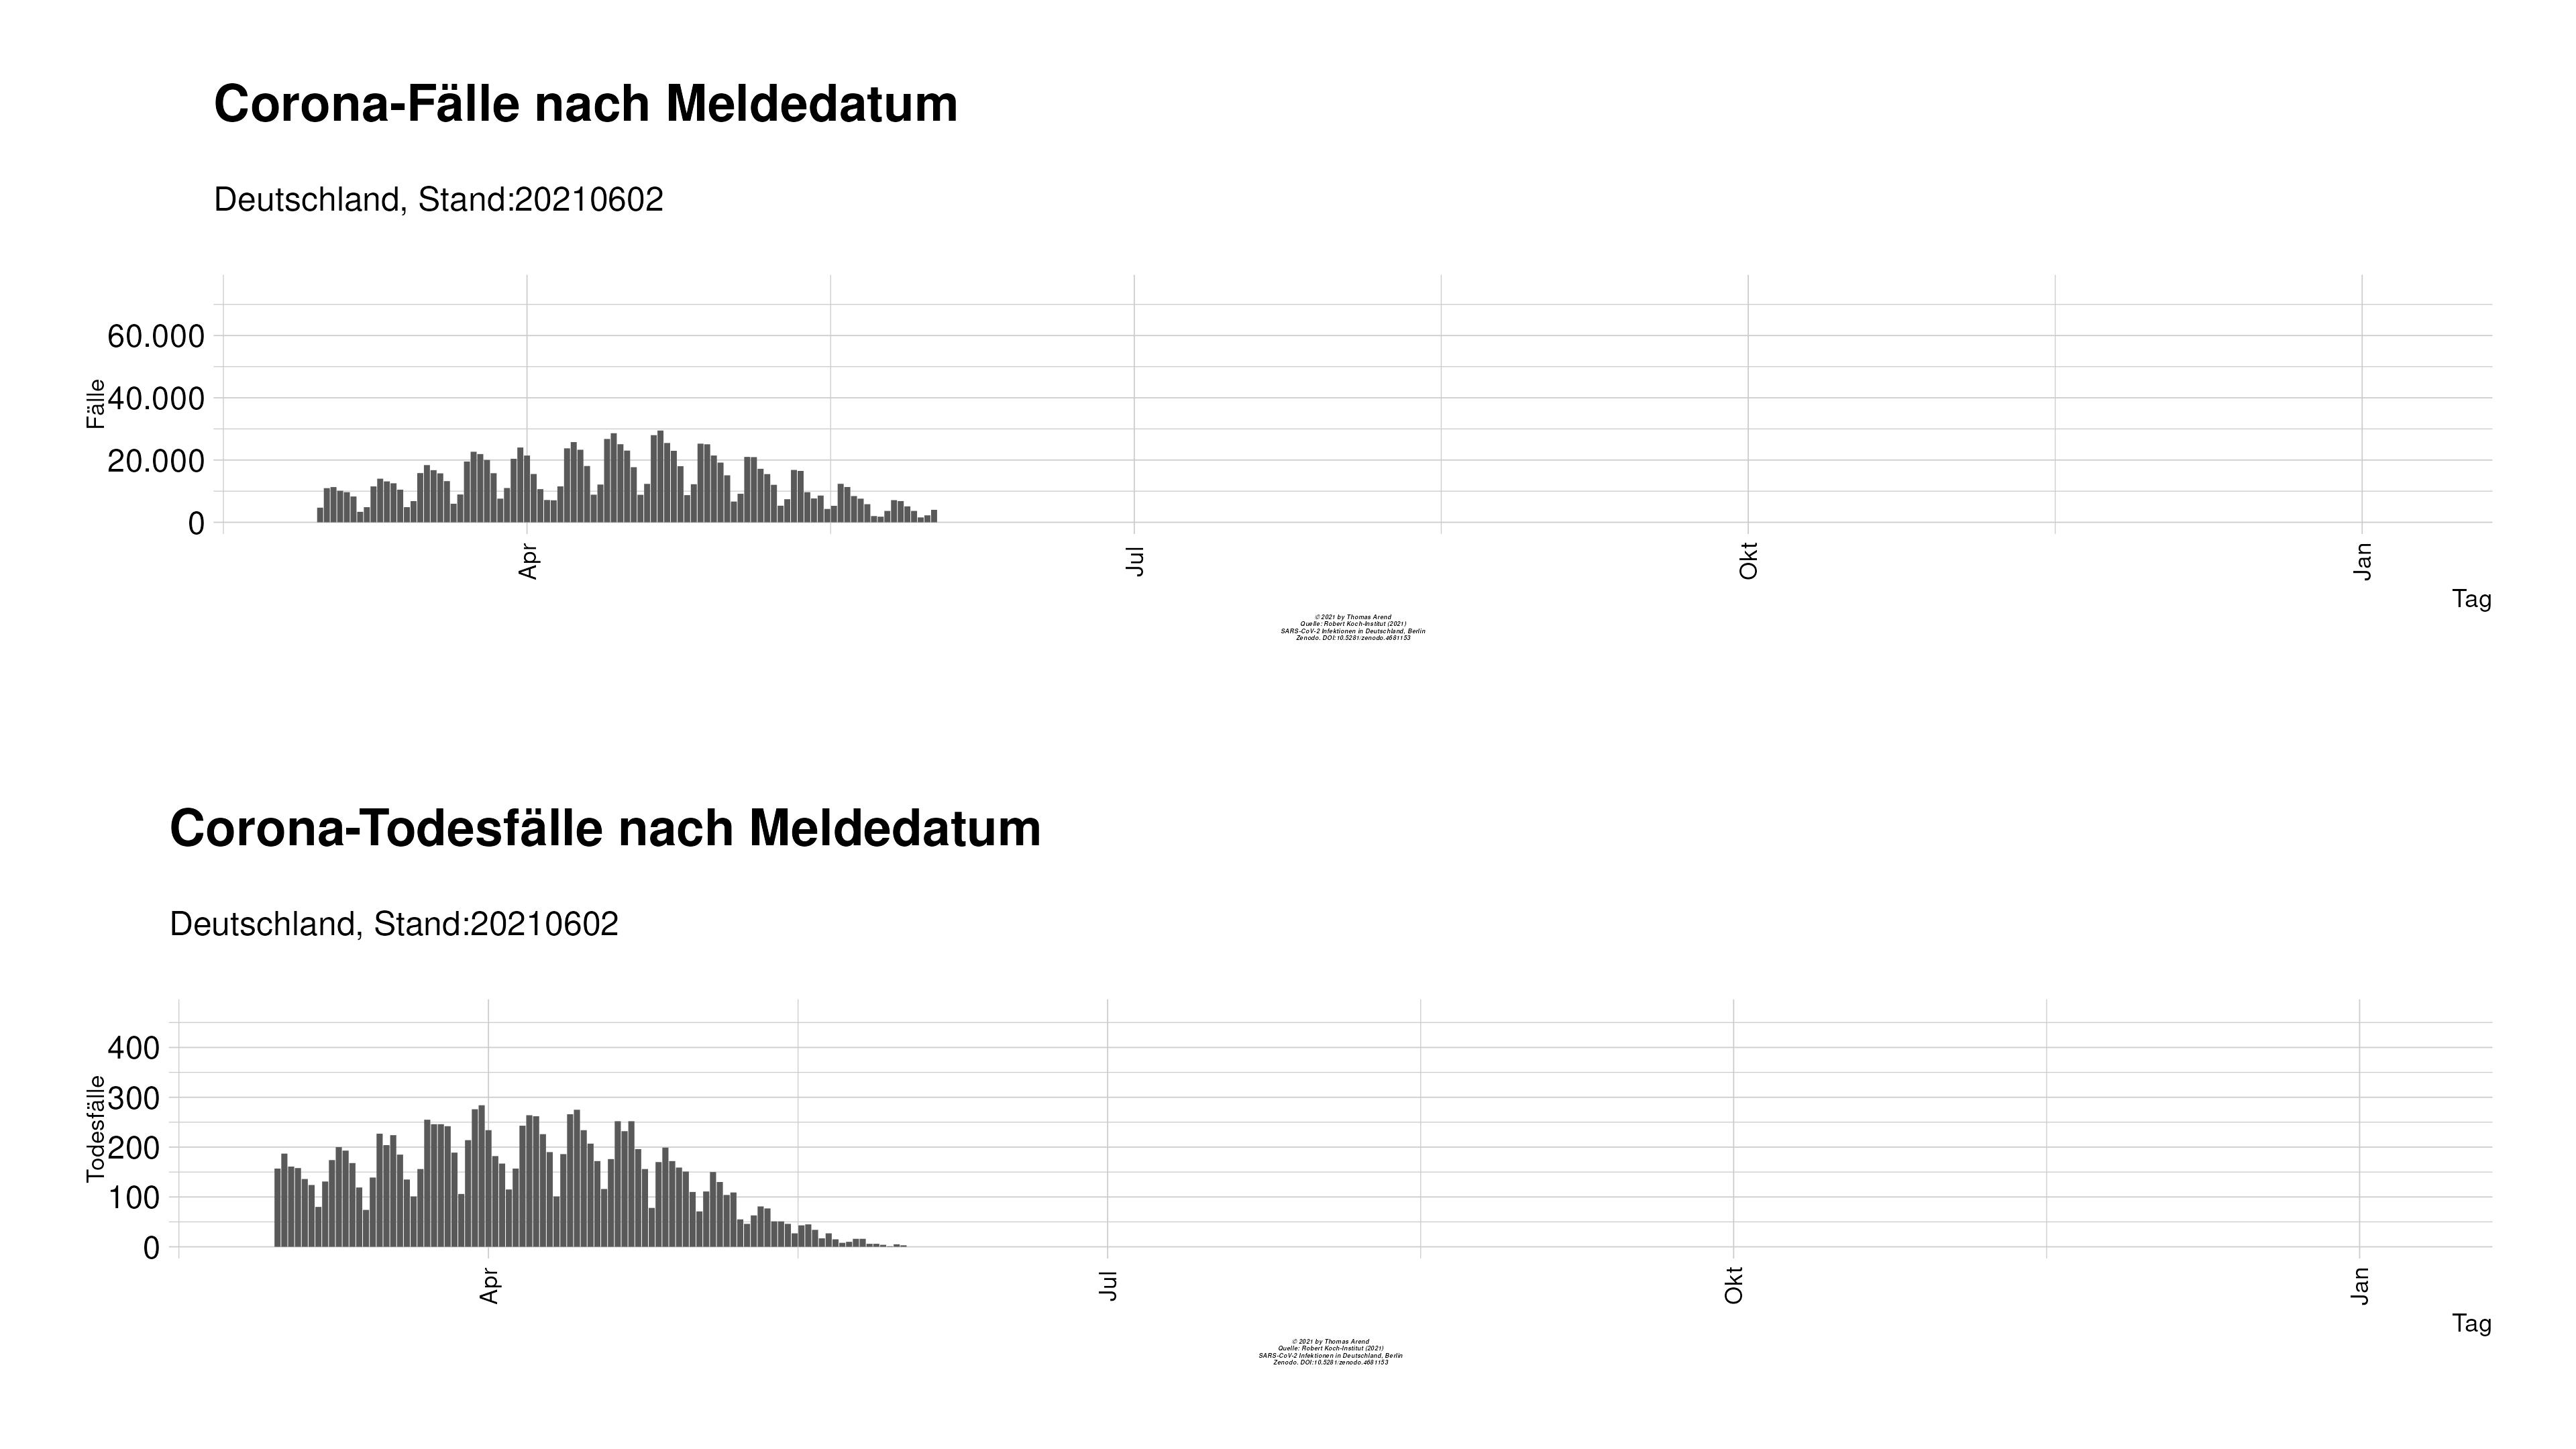 Corona-Fälle nach Meldedatum
Deutschland, Stand:20210602
60.000
40.000
20.000
0
Fälle
Apr
Jul
Okt
Jan
Tag
© 2021 by Thomas Arend
Quelle: Robert Koch-Institut (2021)
SARS-CoV-2 Infektionen in Deutschland, Berlin
Zenodo. DOI:10.5281/zenodo.4681153
Corona-Todesfälle nach Meldedatum
Deutschland, Stand:20210602
400
300
200
100
0
Todesfälle
Apr
Jul
Okt
Jan
Tag
© 2021 by Thomas Arend
Quelle: Robert Koch-Institut (2021)
SARS-CoV-2 Infektionen in Deutschland, Berlin
Zenodo. DOI:10.5281/zenodo.4681153